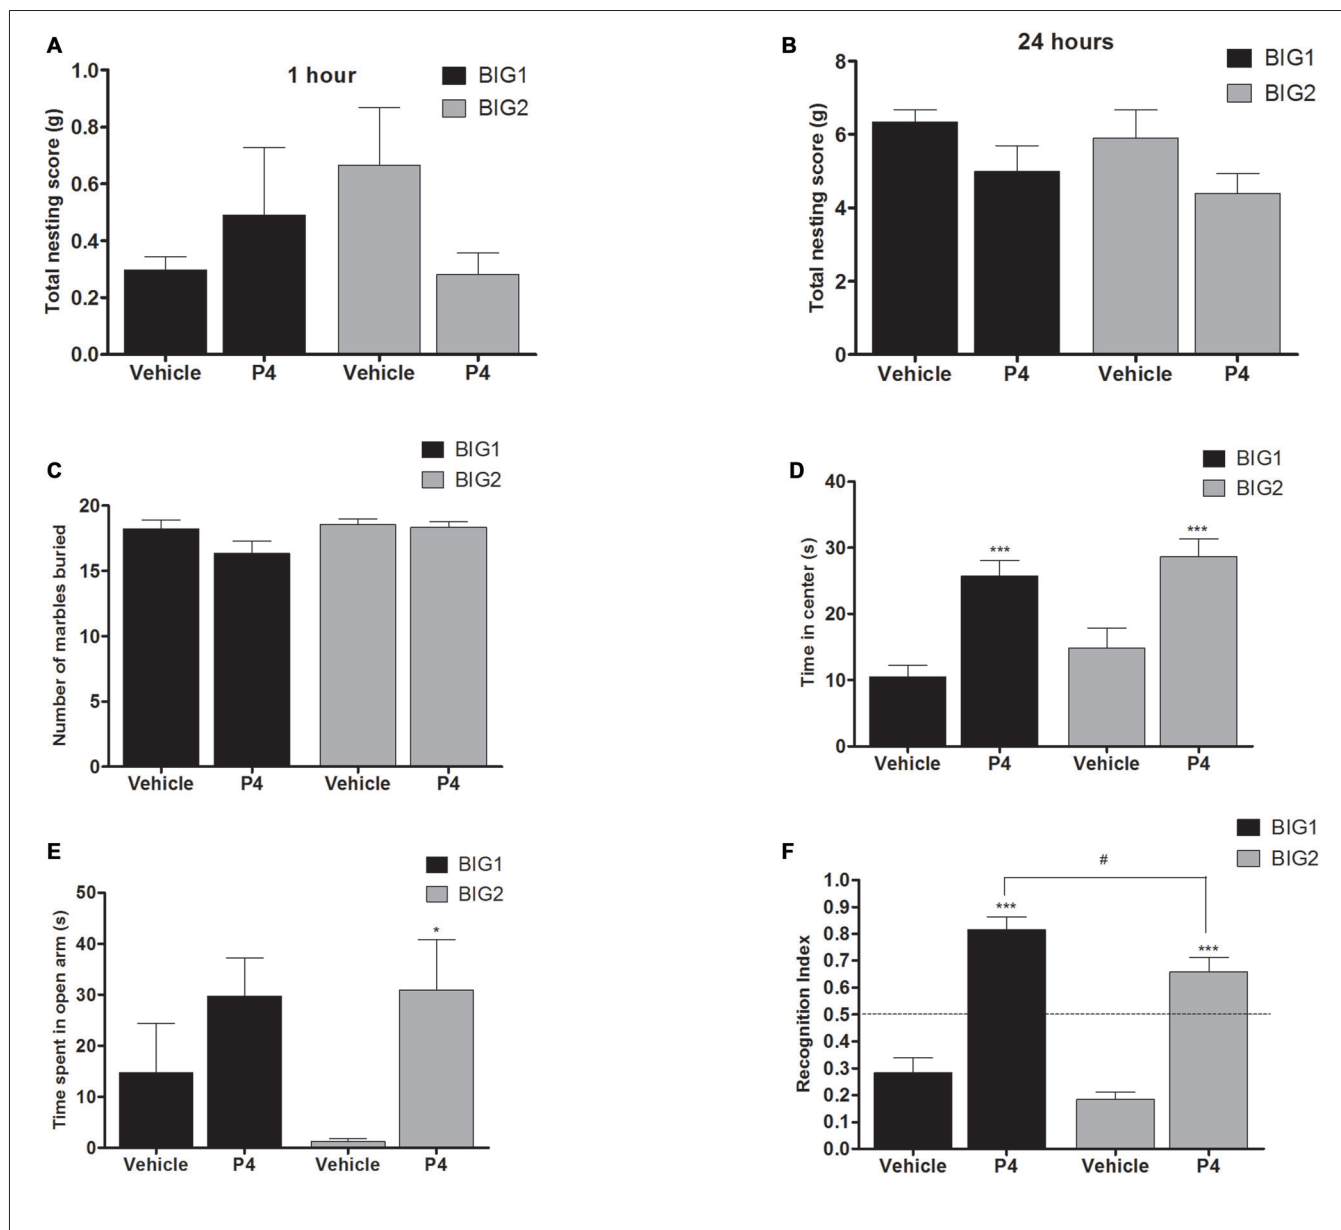 A
1 hour
BIG1
BIG2
Total nesting score (g)
1.0
0.8
0.6
0.4
0.2
0.0
Vehicle P4 Vehicle P4
B
24 hours
BIG1
BIG2
Total nesting score (g)
8
6
4
2
0
Vehicle P4 Vehicle P4
C
BIG1
BIG2
Number of marbles buried
20
15
10
5
0
Vehicle P4 Vehicle P4
D
BIG1
BIG2
Time in center (s)
40
30
20
10
0
***
***
Vehicle P4 Vehicle P4
E
BIG1
BIG2
Time spent in open arm (s)
50
40
30
20
10
0
*
Vehicle P4 Vehicle P4
F
BIG1
BIG2
Recognition Index
1.0
0.9
0.8
0.7
0.6
0.5
0.4
0.3
0.2
0.1
0.0
#
***
***
Vehicle P4 Vehicle P4